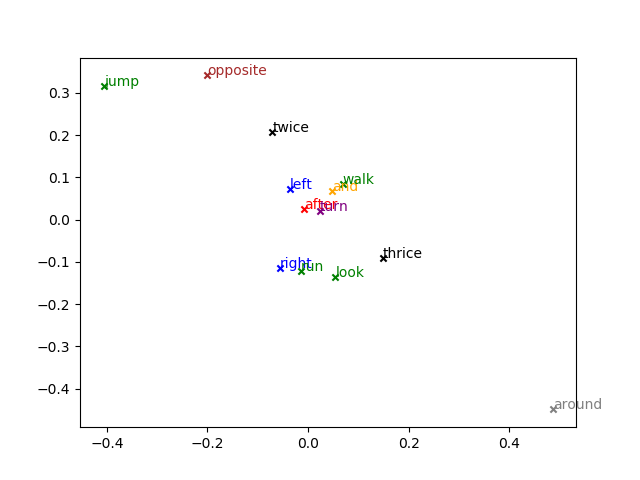 jump
opposite
twice
left
walk
and
after
turn
thrice
right
run
look
around
0.3
0.2
0.1
0.0
−0.1
−0.2
−0.3
−0.4
−0.4 −0.2 0.0 0.2 0.4